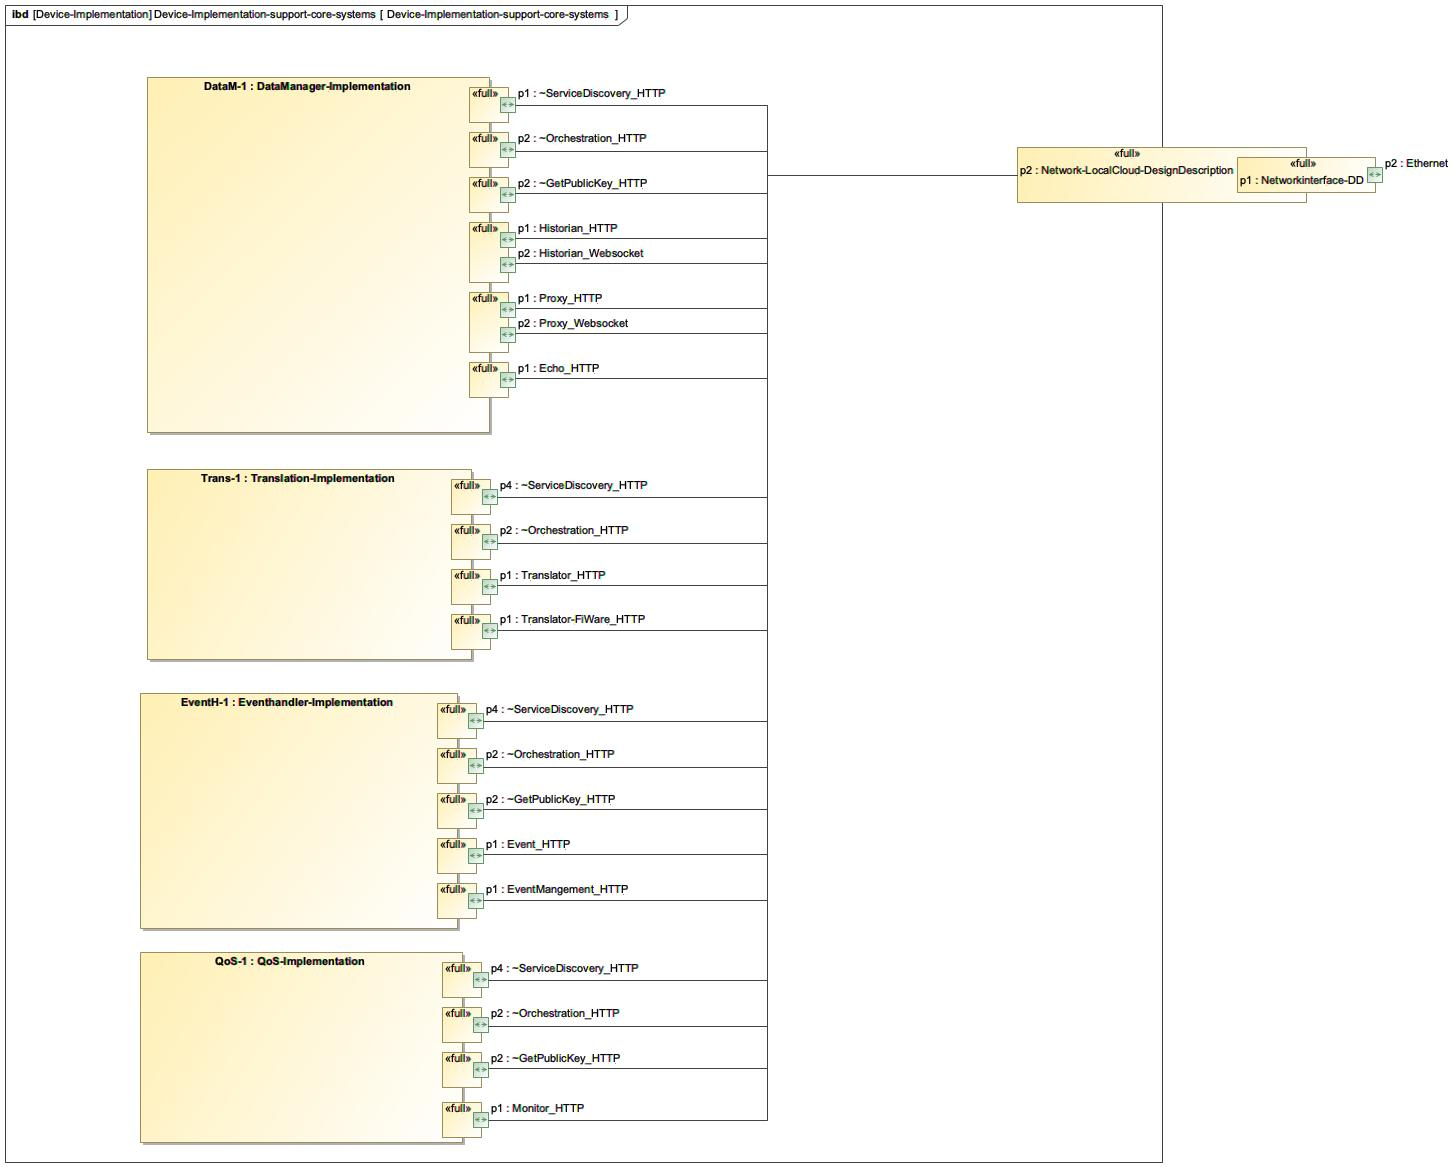 ibd [Device-Implementation] Device-Implementation-support-core-systems [ Device-Implementation-support-core-systems ]
DataM-1 : DataManager-Implementation
«full»
p1 : ~ServiceDiscovery_HTTP
«full»
p2 : ~Orchestration_HTTP
«full»
p2 : ~GetPublicKey_HTTP
«full»
p1 : Historian_HTTP
p2 : Historian_Websocket
«full»
p1 : Proxy_HTTP
p2 : Proxy_Websocket
«full»
p1 : Echo_HTTP
«full»
p2 : Network-LocalCloud-DesignDescription
«full»
p1 : Networkinterface-DD
p2 : Ethernet
Trans-1 : Translation-Implementation
«full»
p4 : ~ServiceDiscovery_HTTP
«full»
p2 : ~Orchestration_HTTP
«full»
p1 : Translator_HTTP
«full»
p1 : Translator-FiWare_HTTP
EventH-1 : Eventhandler-Implementation
«full»
p4 : ~ServiceDiscovery_HTTP
«full»
p2 : ~Orchestration_HTTP
«full»
p2 : ~GetPublicKey_HTTP
«full»
p1 : Event_HTTP
«full»
p1 : EventMangement_HTTP
QoS-1 : QoS-Implementation
«full»
p4 : ~ServiceDiscovery_HTTP
«full»
p2 : ~Orchestration_HTTP
«full»
p2 : ~GetPublicKey_HTTP
«full»
p1 : Monitor_HTTP